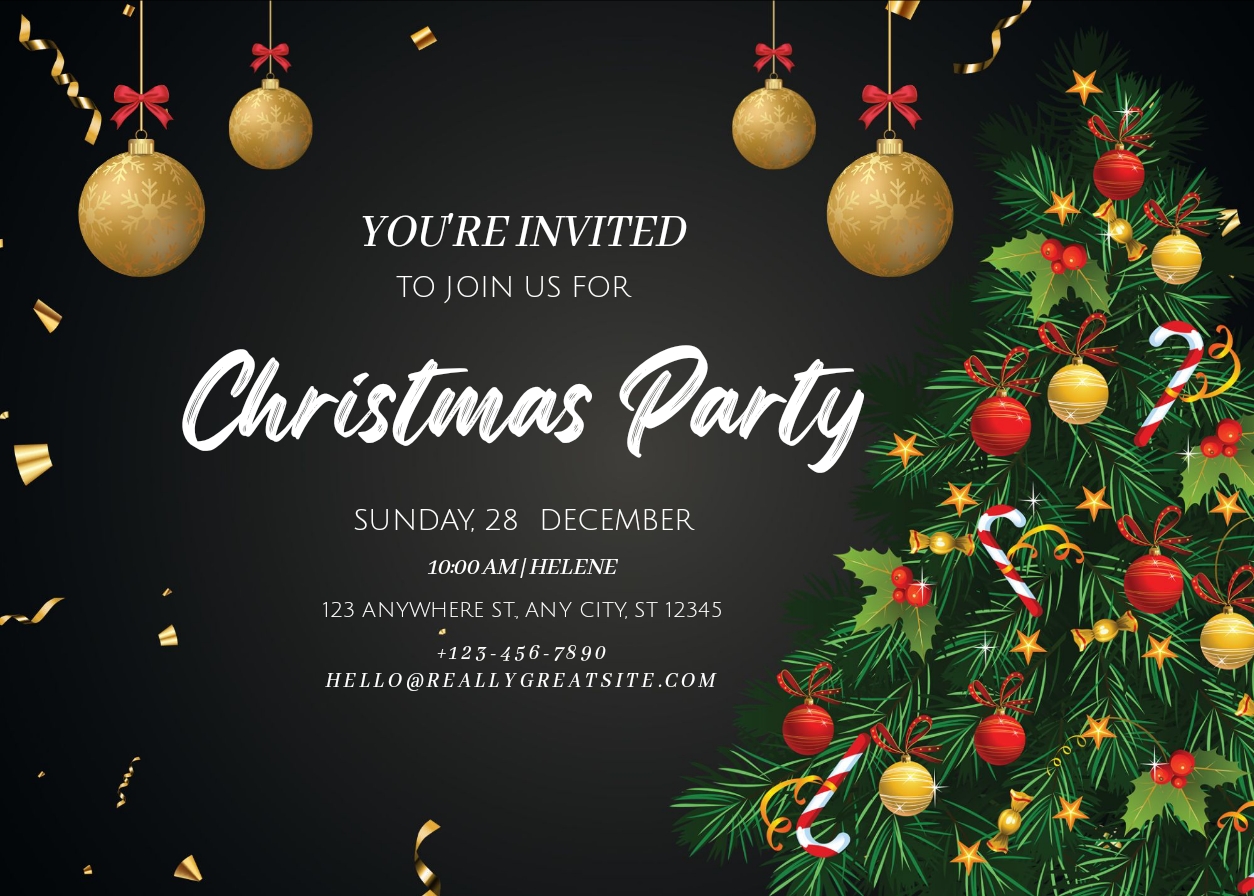 YOU'RE INVITED
TO JOIN US FOR
Christmas Party
SUNDAY, 28 DECEMBER
10:00 AM | HELENE
123 ANYWHERE ST, ANY CITY, ST 12345
+123-456-7890
HELLO@REALLYGREATSITE.COM